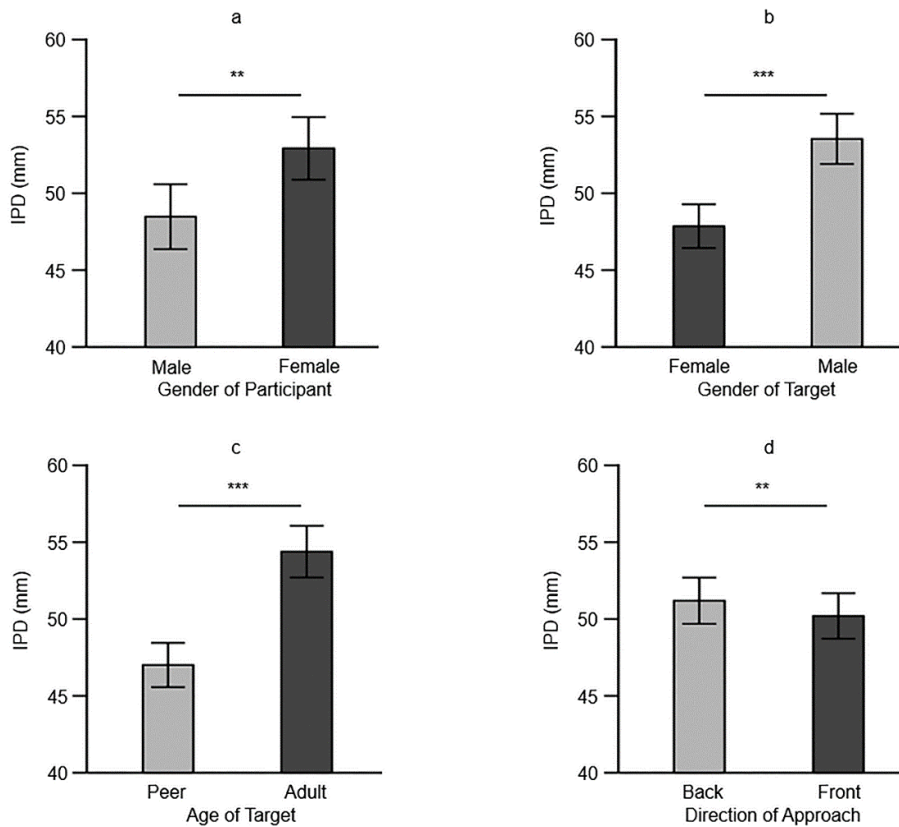 a
60
55
50
45
40
IPD (mm)
**
Male
Female
Gender of Participant
b
60
55
50
45
40
IPD (mm)
***
Female
Male
Gender of Target
c
60
55
50
45
40
IPD (mm)
***
Peer
Adult
Age of Target
d
60
55
50
45
40
IPD (mm)
**
Back
Front
Direction of Approach